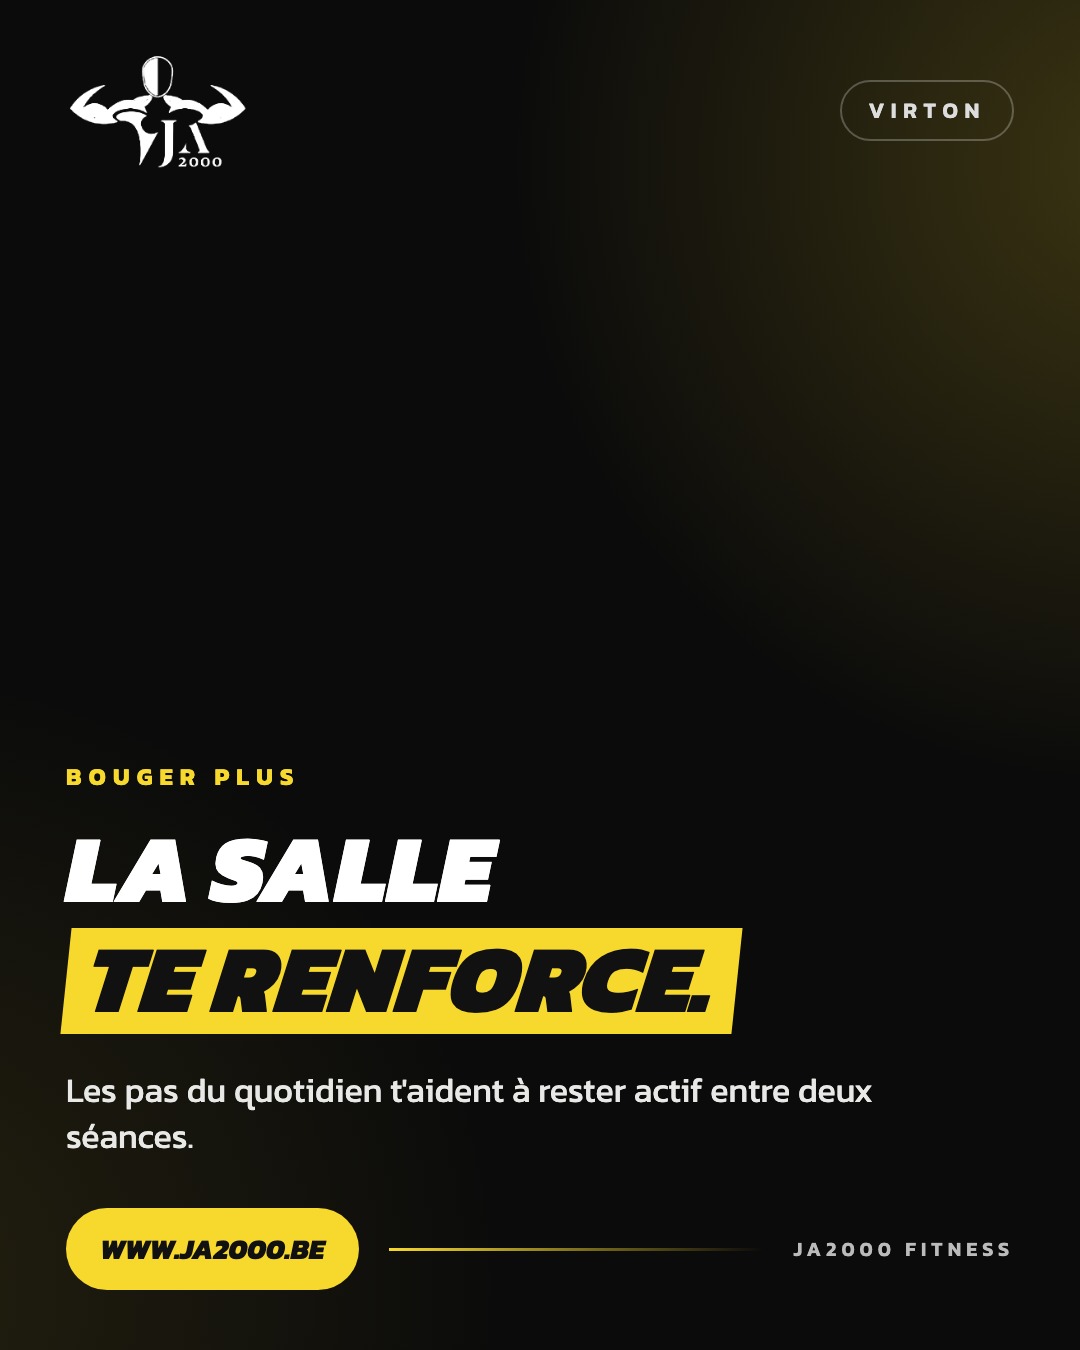 JA
2000
VIRTON
BOUGER PLUS
LA SALLE
TE RENFORCE.
Les pas du quotidien t'aident à rester actif entre deux
séances.
WWW.JA2000.BE
JA2000 FITNESS